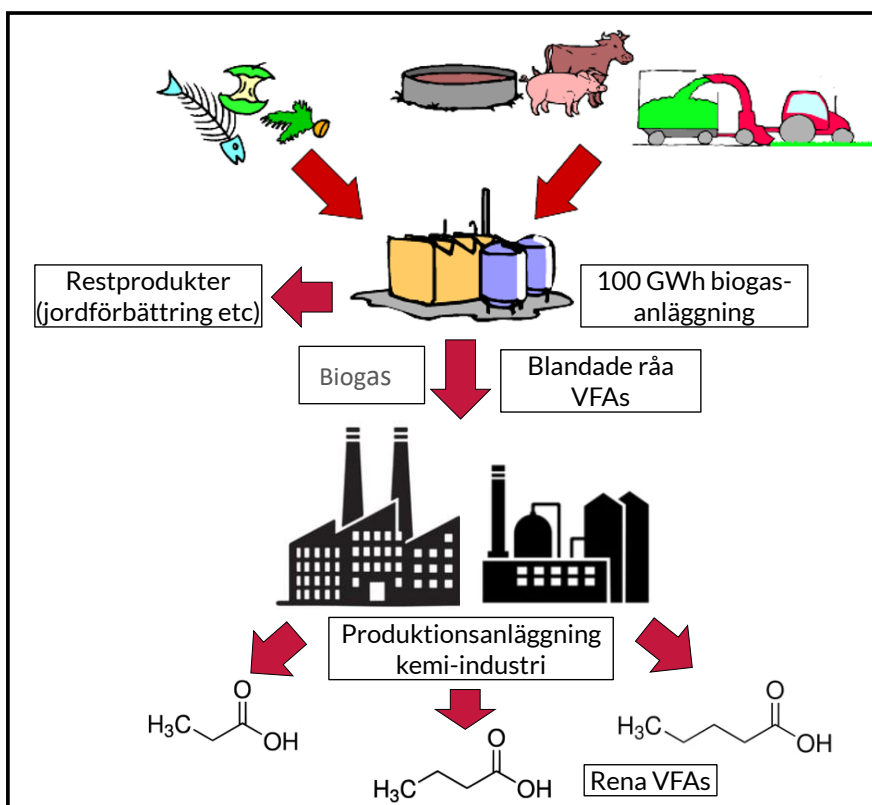 Restprodukter
(jordförbättring etc)
100 GWh biogas-
anläggning
Biogas
Blandade råa
VFAs
Produktionsanläggning
kemi-industri
O
H₃C
OH
O
H₃C
OH
O
H₃C
OH
Rena VFAs